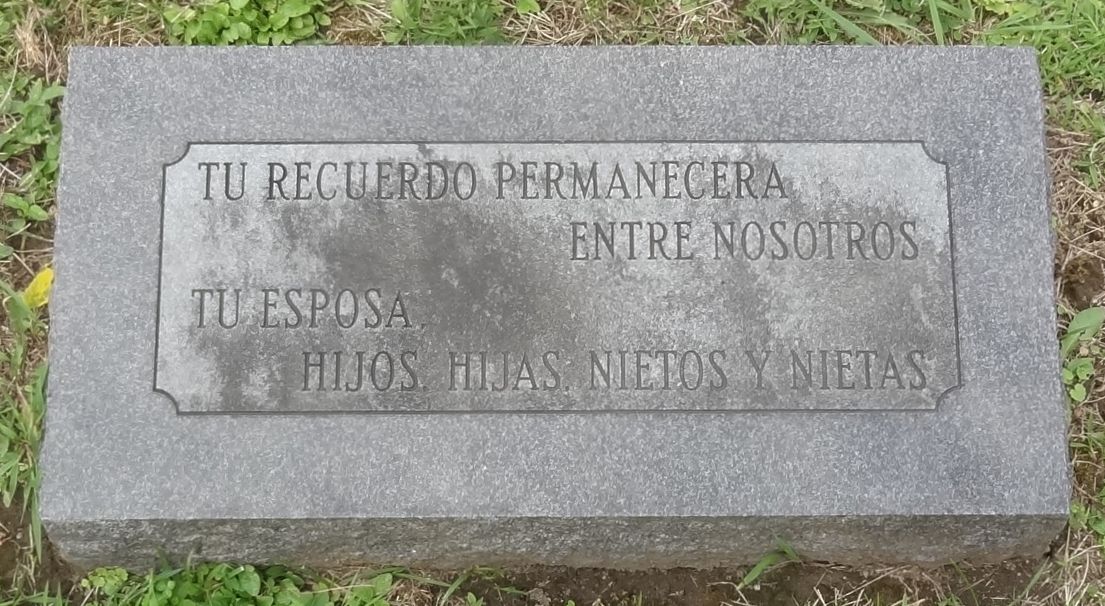 TU RECUERDO PERMANECERA
ENTRE NOSOTROS
TU ESPOSA,
HIJOS, HIJAS, NIETOS Y NIETAS